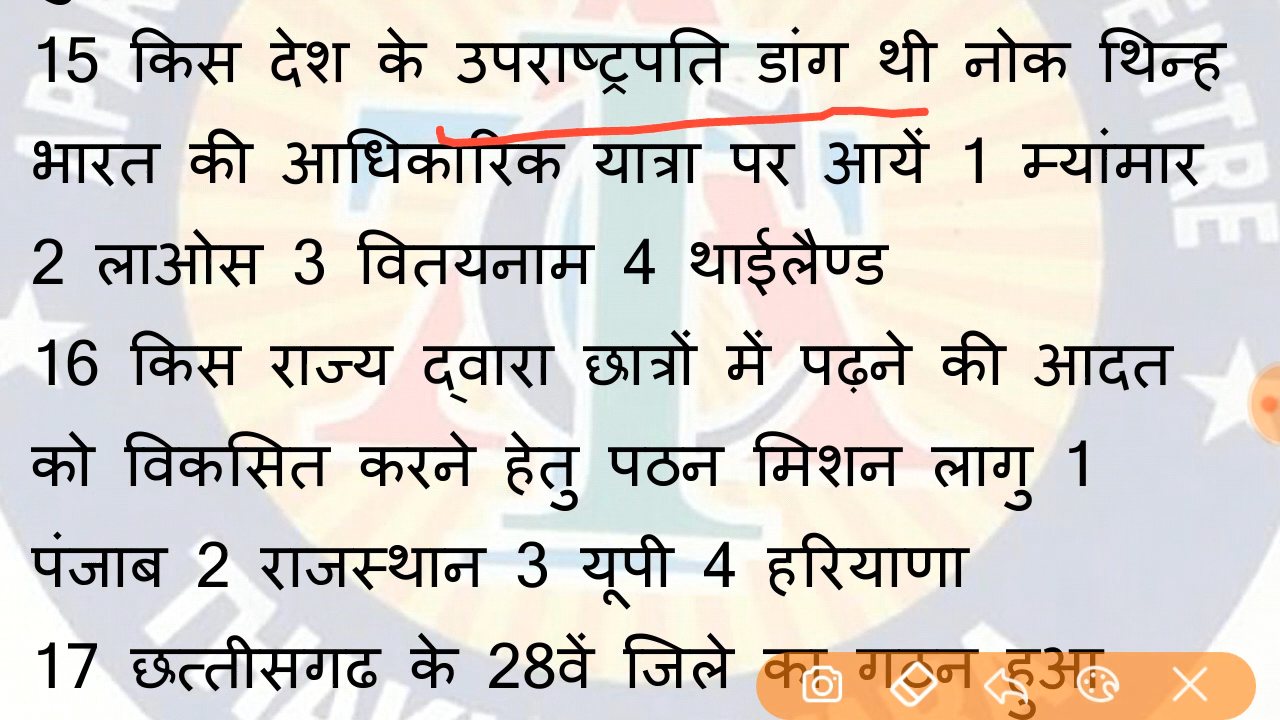 15 किस देश के उपराष्ट्रपति डांग थी नोक थिन्ह
भारत की आधिकारिक यात्रा पर आयें 1 म्यांमार
2 लाओस 3 वितयनाम 4 थाईलैण्ड
16 किस राज्य द्वारा छात्रों में पढ़ने की आदत
को विकसित करने हेतु पठन मिशन लागु 1
पंजाब 2 राजस्थान 3 यूपी 4 हरियाणा
17 छत्तीसगढ के 28वें जिले का गठन हुआ